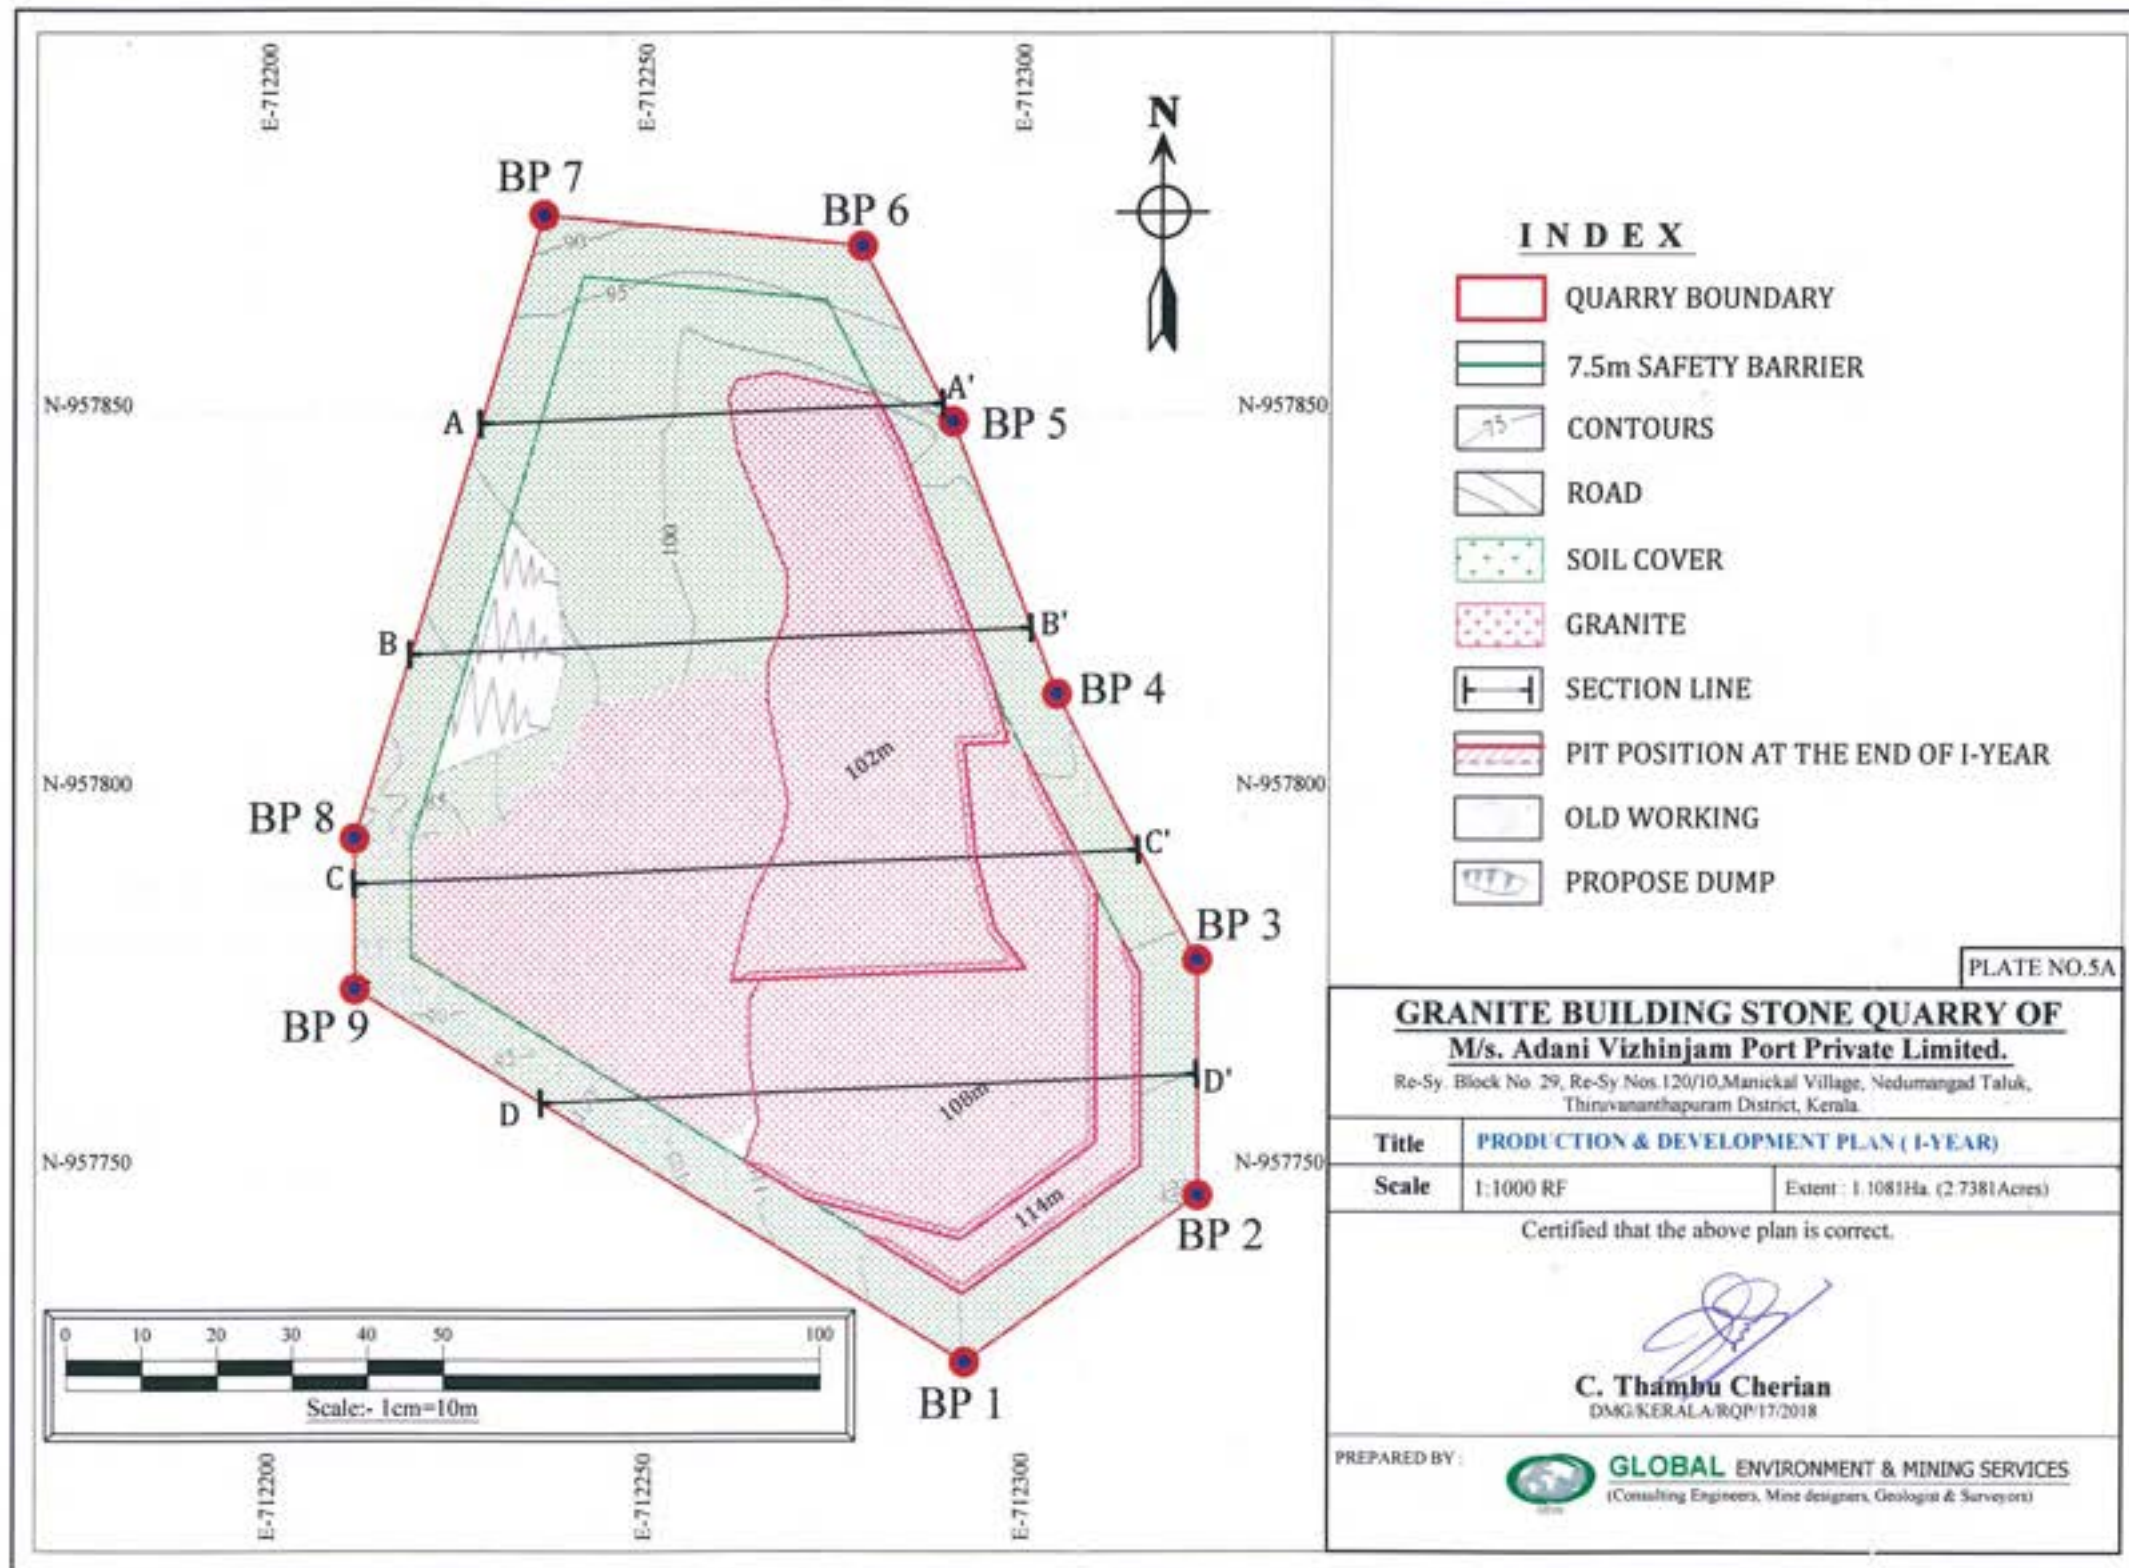 E-712200
E-712250
E-712300
N
BP 7
BP 6
90
95
N-957850
A
A'
BP 5
N-957850
100
B
B'
BP 4
102m
N-957800
N-957800
BP 8
C
C'
BP 3
BP 9
D
D'
108m
N-957750
N-957750
114m
BP 2
BP 1
0 10 20 30 40 50 100
Scale:- 1cm=10m
E-712200
E-712250
E-712300
INDEX
QUARRY BOUNDARY
7.5m SAFETY BARRIER
75
CONTOURS
ROAD
SOIL COVER
GRANITE
SECTION LINE
PIT POSITION AT THE END OF I-YEAR
OLD WORKING
PROPOSE DUMP
PLATE NO.5A
GRANITE BUILDING STONE QUARRY OF
M/s. Adani Vizhinjam Port Private Limited.
Re-Sy. Block No. 29, Re-Sy.Nos.120/10,Manickal Village, Nedumangad Taluk,
Thiruvananthapuram District, Kerala.
Title PRODUCTION & DEVELOPMENT PLAN ( I-YEAR)
Scale 1:1000 RF Extent : 1.1081Ha. (2.7381Acres)
Certified that the above plan is correct.
C. Thambu Cherian
DMG/KERALA/RQP/17/2018
PREPARED BY :
GLOBAL ENVIRONMENT & MINING SERVICES
(Consulting Engineers, Mine designers, Geologist & Surveyors)